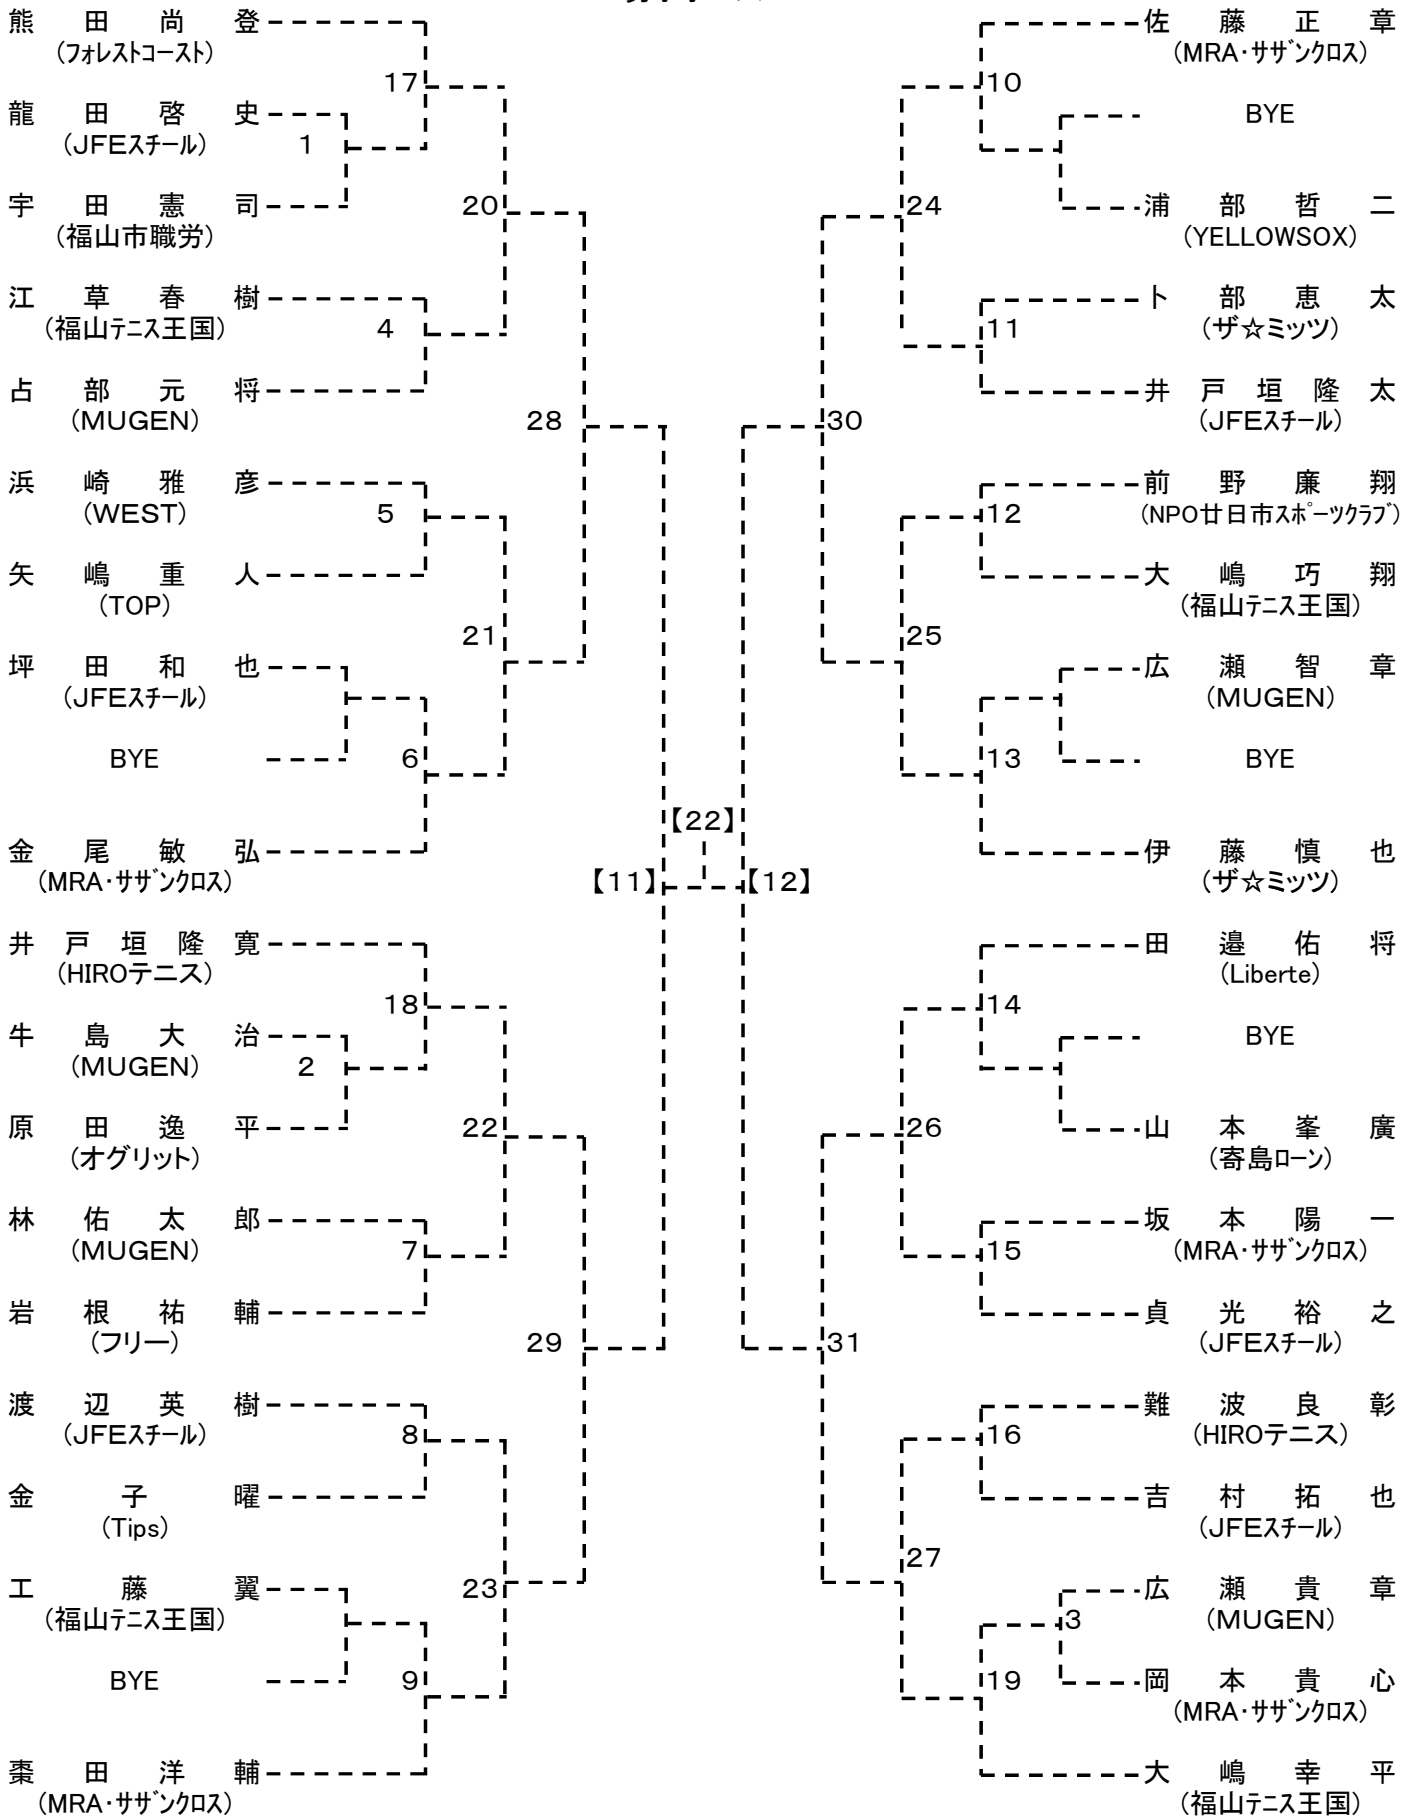 熊田尚登
(フォレストコースト)
17
龍田啓史
(JFEスチール)
1
宇田憲司
(福山市職労)
20
江草春樹
(福山テニス王国)
4
占部元将
(MUGEN)
28
浜崎雅彦
(WEST)
5
矢嶋重人
(TOP)
21
坪田和也
(JFEスチール)
BYE
6
金尾敏弘
(MRA・サザンクロス)
【11】
井戸垣隆寛
(HIROテニス)
18
牛島大治
(MUGEN)
2
原田逸平
(オグリット)
22
林佑太郎
(MUGEN)
7
岩根祐輔
(フリー)
29
渡辺英樹
(JFEスチール)
8
金子曜
(Tips)
工藤翼
(福山テニス王国)
23
BYE
9
棗田洋輔
(MRA・サザンクロス)
【22】
佐藤正章
(MRA・サザンクロス)
10
BYE
浦部哲二
(YELLOWSOX)
24
卜部恵太
(ザ☆ミッツ)
11
井戸垣隆太
(JFEスチール)
30
前野廉翔
(NPO廿日市スポーツクラブ)
12
大嶋巧翔
(福山テニス王国)
25
広瀬智章
(MUGEN)
BYE
13
伊藤慎也
(ザ☆ミッツ)
【12】
田邉佑将
(Liberte)
14
BYE
山本峯廣
(寄島ローン)
26
坂本陽一
(MRA・サザンクロス)
15
貞光裕之
(JFEスチール)
31
難波良彰
(HIROテニス)
16
吉村拓也
(JFEスチール)
27
広瀬貴章
(MUGEN)
3
岡本貴心
(MRA・サザンクロス)
19
大嶋幸平
(福山テニス王国)